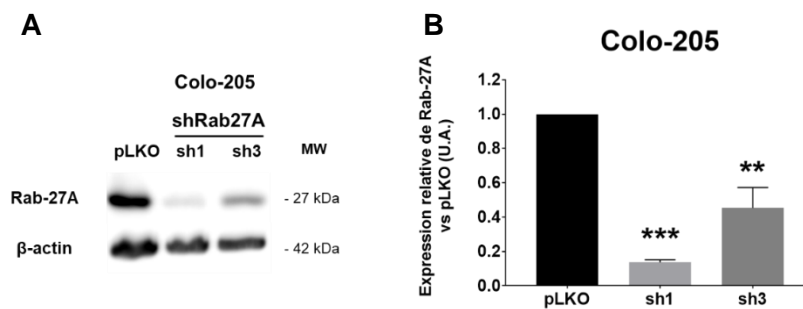 A
Colo-205
shRab27A
pLKO sh1 sh3 MW
Rab-27A - 27 kDa
β-actin - 42 kDa
B
Colo-205
Expression relative de Rab-27A
vs pLKO (U.A.)
1.2
1.0
0.8
0.6
0.4
0.2
0.0
***
**
pLKO sh1 sh3